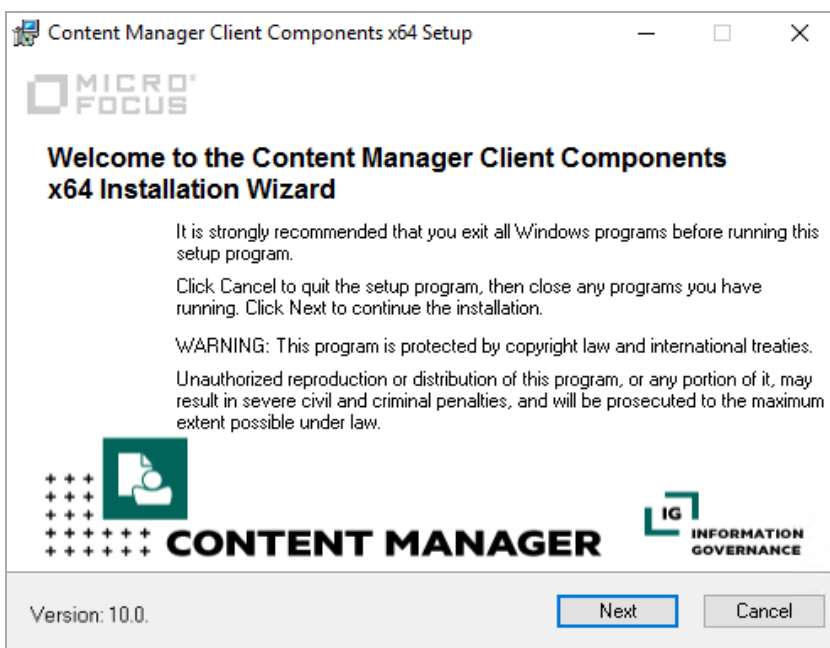 Content Manager Client Components x64 Setup
MICRO
FOCUS
Welcome to the Content Manager Client Components
x64 Installation Wizard
It is strongly recommended that you exit all Windows programs before running this
setup program.
Click Cancel to quit the setup program, then close any programs you have
running. Click Next to continue the installation.
WARNING: This program is protected by copyright law and international treaties.
Unauthorized reproduction or distribution of this program, or any portion of it, may
result in severe civil and criminal penalties, and will be prosecuted to the maximum
extent possible under law.
CONTENT MANAGER
IG
INFORMATION
GOVERNANCE
Version: 10.0.
Next
Cancel